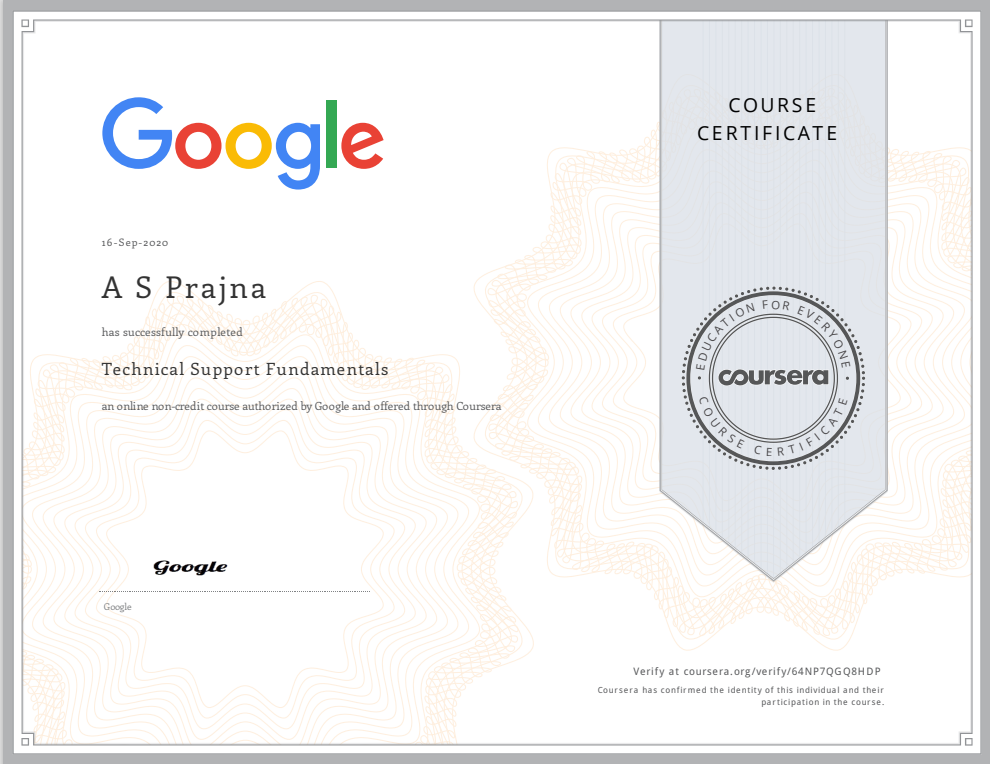 Google
COURSE
CERTIFICATE
16-Sep-2020
A S Prajna
has successfully completed
Technical Support Fundamentals
an online non-credit course authorized by Google and offered through Coursera
EDUCATION FOR EVERYONE
coursera
COURSE CERTIFICATE
Google
Google
Verify at coursera.org/verify/64NP7QGQ8HDP
Coursera has confirmed the identity of this individual and their
participation in the course.